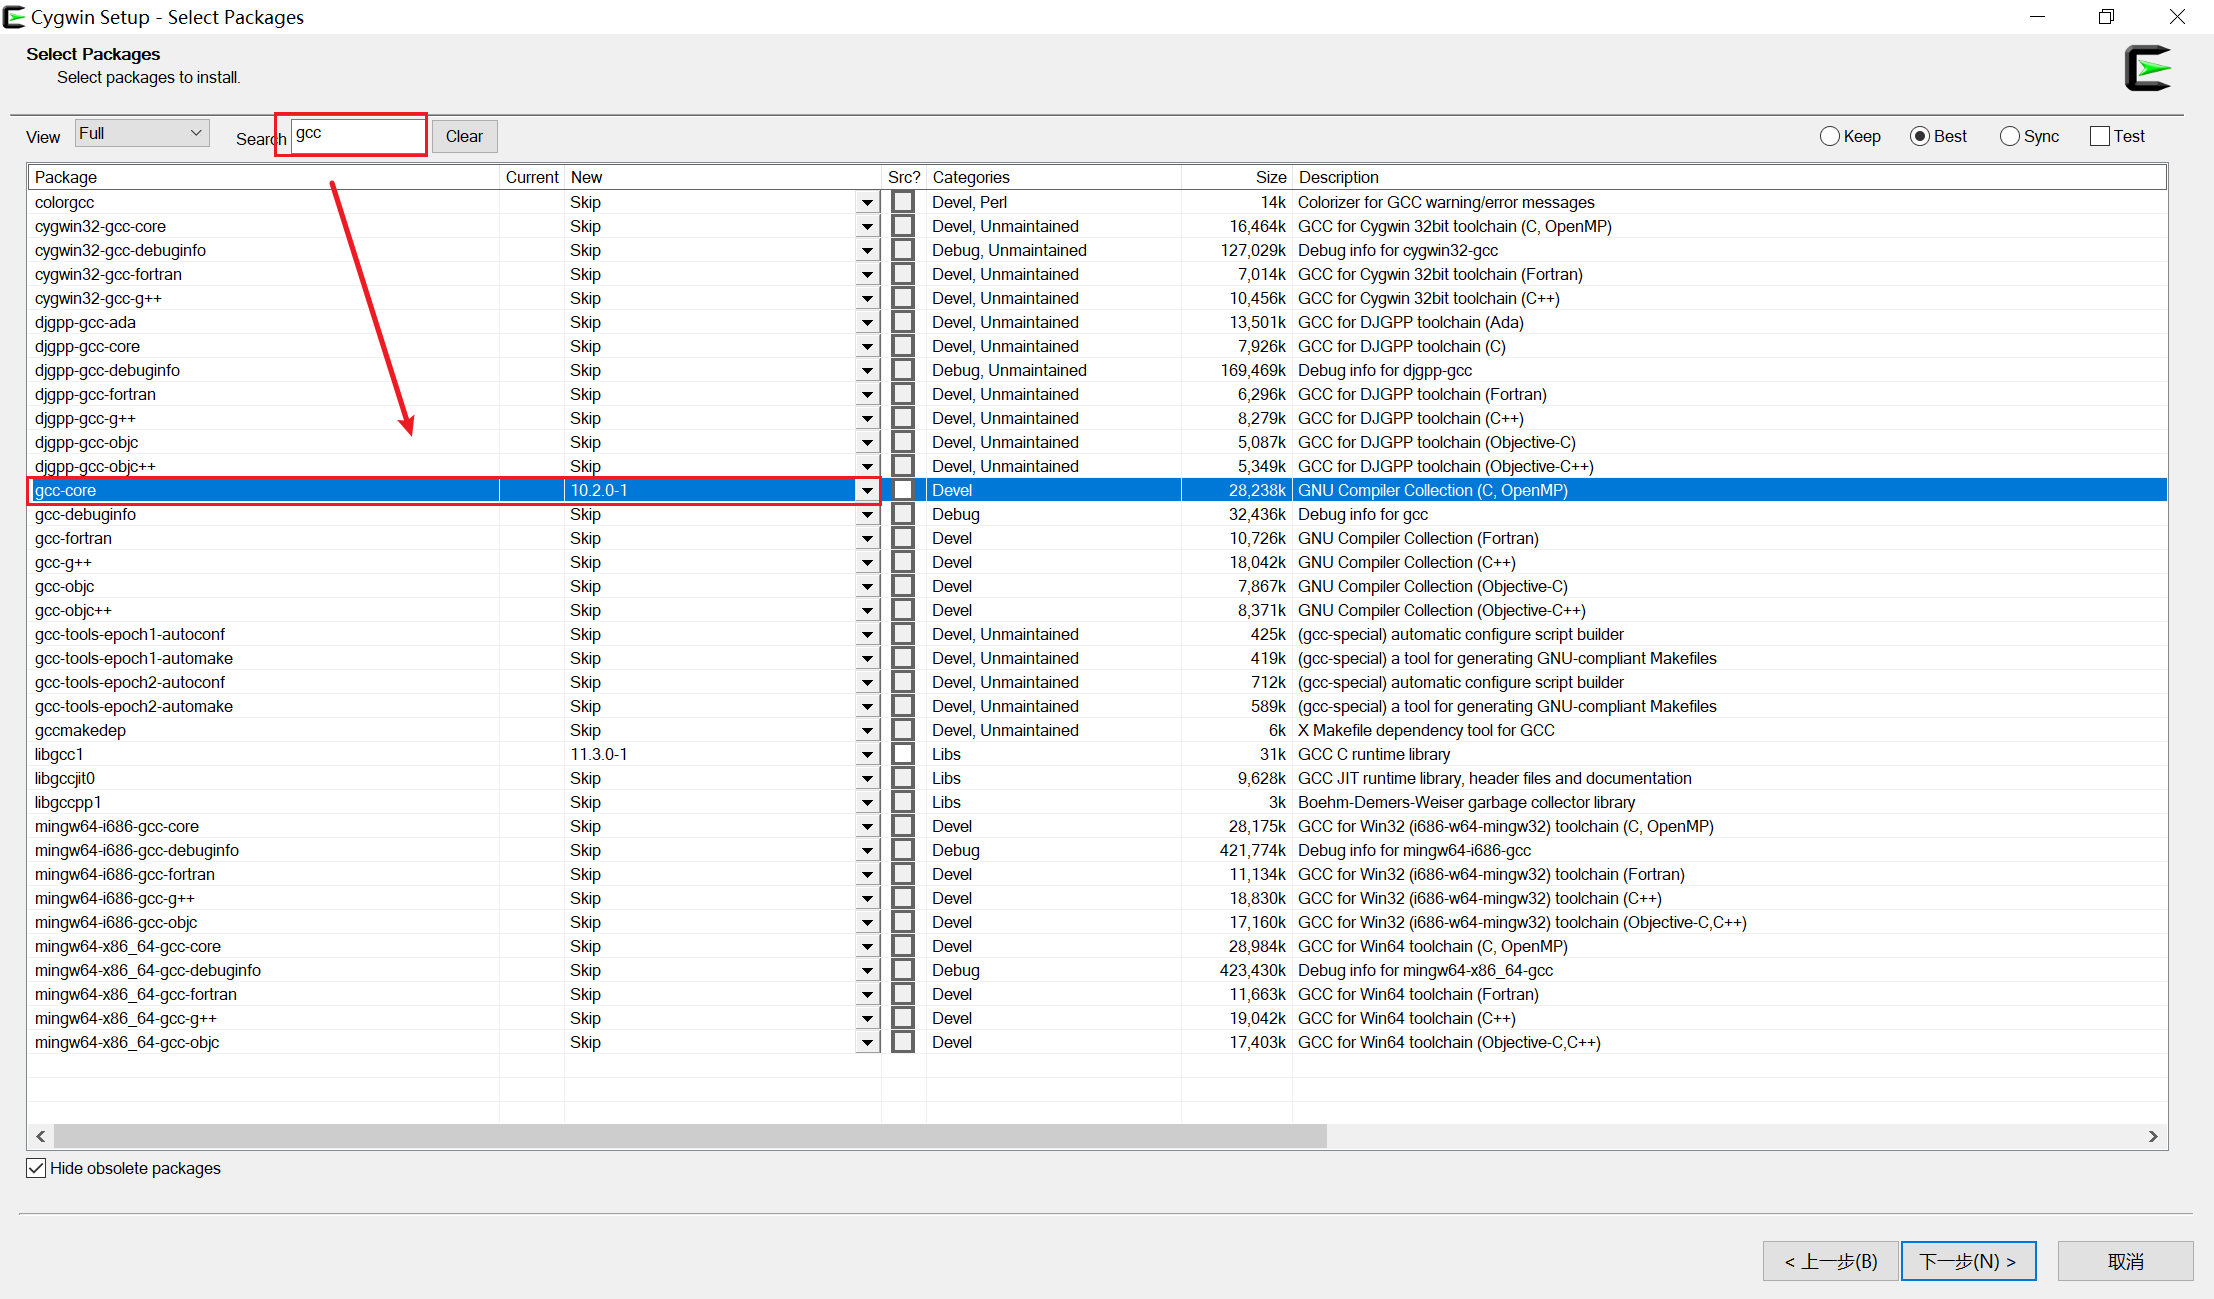 Cygwin Setup - Select Packages
Select Packages
Select packages to install.
View Full Search gcc Clear Keep Best Sync Test
Package Current New Src? Categories Size Description
colorgcc Skip Devel, Perl 14k Colorizer for GCC warning/error messages
cygwin32-gcc-core Skip Devel, Unmaintained 16,464k GCC for Cygwin 32bit toolchain (C, OpenMP)
cygwin32-gcc-debuginfo Skip Debug, Unmaintained 127,029k Debug info for cygwin32-gcc
cygwin32-gcc-fortran Skip Devel, Unmaintained 7,014k GCC for Cygwin 32bit toolchain (Fortran)
cygwin32-gcc-g++ Skip Devel, Unmaintained 10,456k GCC for Cygwin 32bit toolchain (C++)
djgpp-gcc-ada Skip Devel, Unmaintained 13,501k GCC for DJGPP toolchain (Ada)
djgpp-gcc-core Skip Devel, Unmaintained 7,926k GCC for DJGPP toolchain (C)
djgpp-gcc-debuginfo Skip Debug, Unmaintained 169,469k Debug info for djgpp-gcc
djgpp-gcc-fortran Skip Devel, Unmaintained 6,296k GCC for DJGPP toolchain (Fortran)
djgpp-gcc-g++ Skip Devel, Unmaintained 8,279k GCC for DJGPP toolchain (C++)
djgpp-gcc-objc Skip Devel, Unmaintained 5,087k GCC for DJGPP toolchain (Objective-C)
djgpp-gcc-objc++ Skip Devel, Unmaintained 5,349k GCC for DJGPP toolchain (Objective-C++)
gcc-core 10.2.0-1 Devel 28,238k GNU Compiler Collection (C, OpenMP)
gcc-debuginfo Skip Debug 32,436k Debug info for gcc
gcc-fortran Skip Devel 10,726k GNU Compiler Collection (Fortran)
gcc-g++ Skip Devel 18,042k GNU Compiler Collection (C++)
gcc-objc Skip Devel 7,867k GNU Compiler Collection (Objective-C)
gcc-objc++ Skip Devel 8,371k GNU Compiler Collection (Objective-C++)
gcc-tools-epoch1-autoconf Skip Devel, Unmaintained 425k (gcc-special) automatic configure script builder
gcc-tools-epoch1-automake Skip Devel, Unmaintained 419k (gcc-special) a tool for generating GNU-compliant Makefiles
gcc-tools-epoch2-autoconf Skip Devel, Unmaintained 712k (gcc-special) automatic configure script builder
gcc-tools-epoch2-automake Skip Devel, Unmaintained 589k (gcc-special) a tool for generating GNU-compliant Makefiles
gccmakedep Skip Devel, Unmaintained 6k X Makefile dependency tool for GCC
libgcc1 11.3.0-1 Libs 31k GCC C runtime library
libgccjit0 Skip Libs 9,628k GCC JIT runtime library, header files and documentation
libgccpp1 Skip Libs 3k Boehm-Demers-Weiser garbage collector library
mingw64-i686-gcc-core Skip Devel 28,175k GCC for Win32 (i686-w64-mingw32) toolchain (C, OpenMP)
mingw64-i686-gcc-debuginfo Skip Debug 421,774k Debug info for mingw64-i686-gcc
mingw64-i686-gcc-fortran Skip Devel 11,134k GCC for Win32 (i686-w64-mingw32) toolchain (Fortran)
mingw64-i686-gcc-g++ Skip Devel 18,830k GCC for Win32 (i686-w64-mingw32) toolchain (C++)
mingw64-i686-gcc-objc Skip Devel 17,160k GCC for Win32 (i686-w64-mingw32) toolchain (Objective-C,C++)
mingw64-x86_64-gcc-core Skip Devel 28,984k GCC for Win64 toolchain (C, OpenMP)
mingw64-x86_64-gcc-debuginfo Skip Debug 423,430k Debug info for mingw64-x86_64-gcc
mingw64-x86_64-gcc-fortran Skip Devel 11,663k GCC for Win64 toolchain (Fortran)
mingw64-x86_64-gcc-g++ Skip Devel 19,042k GCC for Win64 toolchain (C++)
mingw64-x86_64-gcc-objc Skip Devel 17,403k GCC for Win64 toolchain (Objective-C,C++)
Hide obsolete packages
< 上一步(B) 下一步(N) > 取消